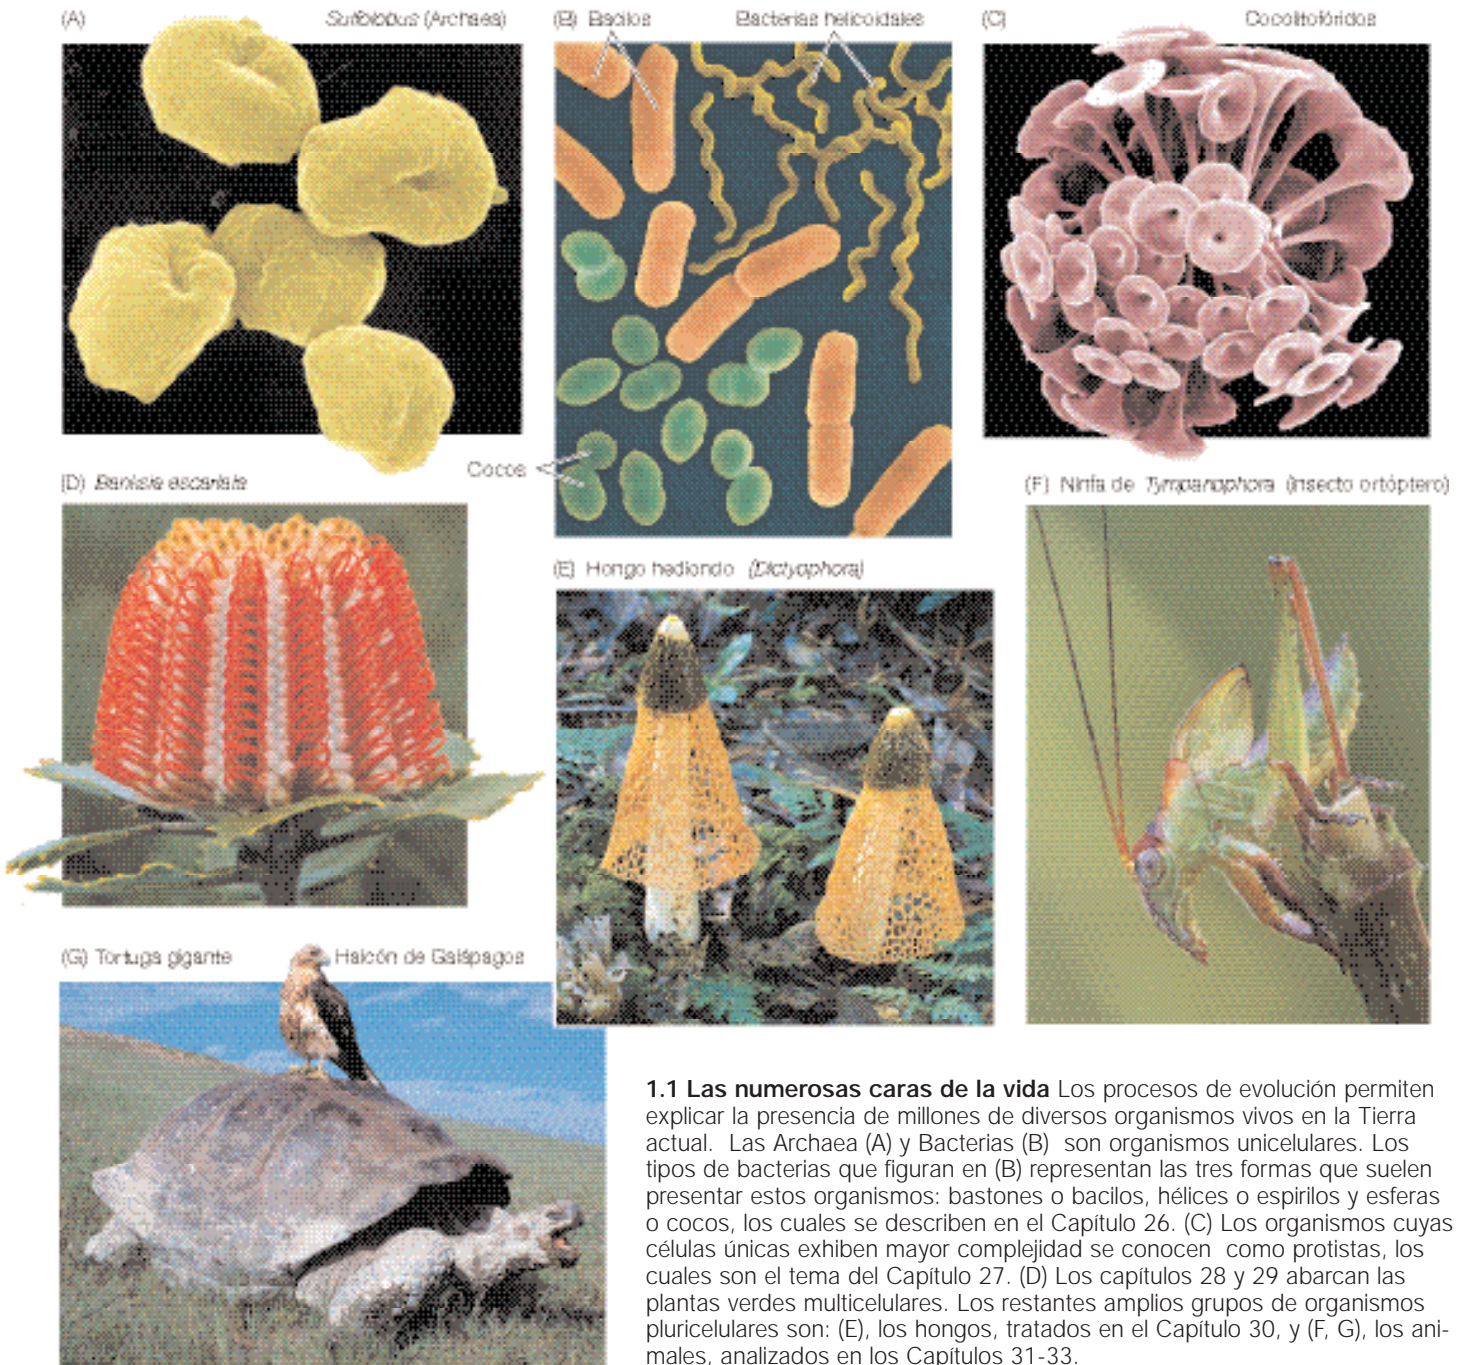 (A) Sulfolobus (Archaea)
(B) Bacilos Bacterias helicoidales
(C) Cocolitofóridos
Cocos
(D) Banksia escarlata
(E) Hongo hediondo (Dictyophora)
(F) Ninfa de Tympanophora (insecto ortóptero)
(G) Tortuga gigante Halcón de Galápagos
1.1 Las numerosas caras de la vida Los procesos de evolución permiten
explicar la presencia de millones de diversos organismos vivos en la Tierra
actual. Las Archaea (A) y Bacterias (B) son organismos unicelulares. Los
tipos de bacterias que figuran en (B) representan las tres formas que suelen
presentar estos organismos: bastones o bacilos, hélices o espirilos y esferas
o cocos, los cuales se describen en el Capítulo 26. (C) Los organismos cuyas
células únicas exhiben mayor complejidad se conocen como protistas, los
cuales son el tema del Capítulo 27. (D) Los capítulos 28 y 29 abarcan las
plantas verdes multicelulares. Los restantes amplios grupos de organismos
pluricelulares son: (E), los hongos, tratados en el Capítulo 30, y (F, G), los ani-
males, analizados en los Capítulos 31-33.